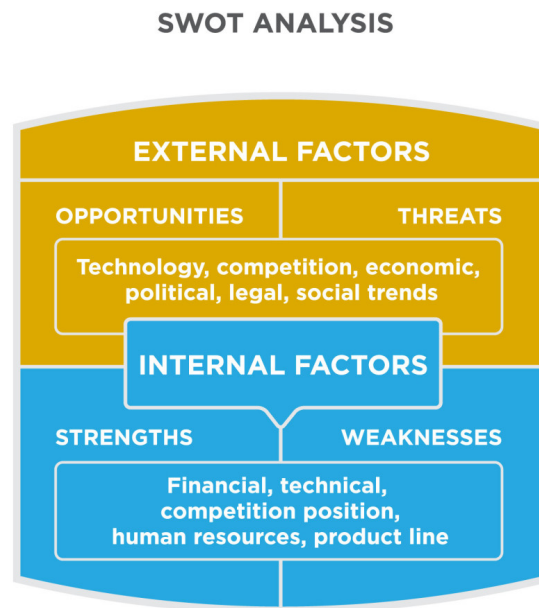 SWOT ANALYSIS
EXTERNAL FACTORS
OPPORTUNITIES
THREATS
Technology, competition, economic,
political, legal, social trends
INTERNAL FACTORS
STRENGTHS
WEAKNESSES
Financial, technical,
competition position,
human resources, product line